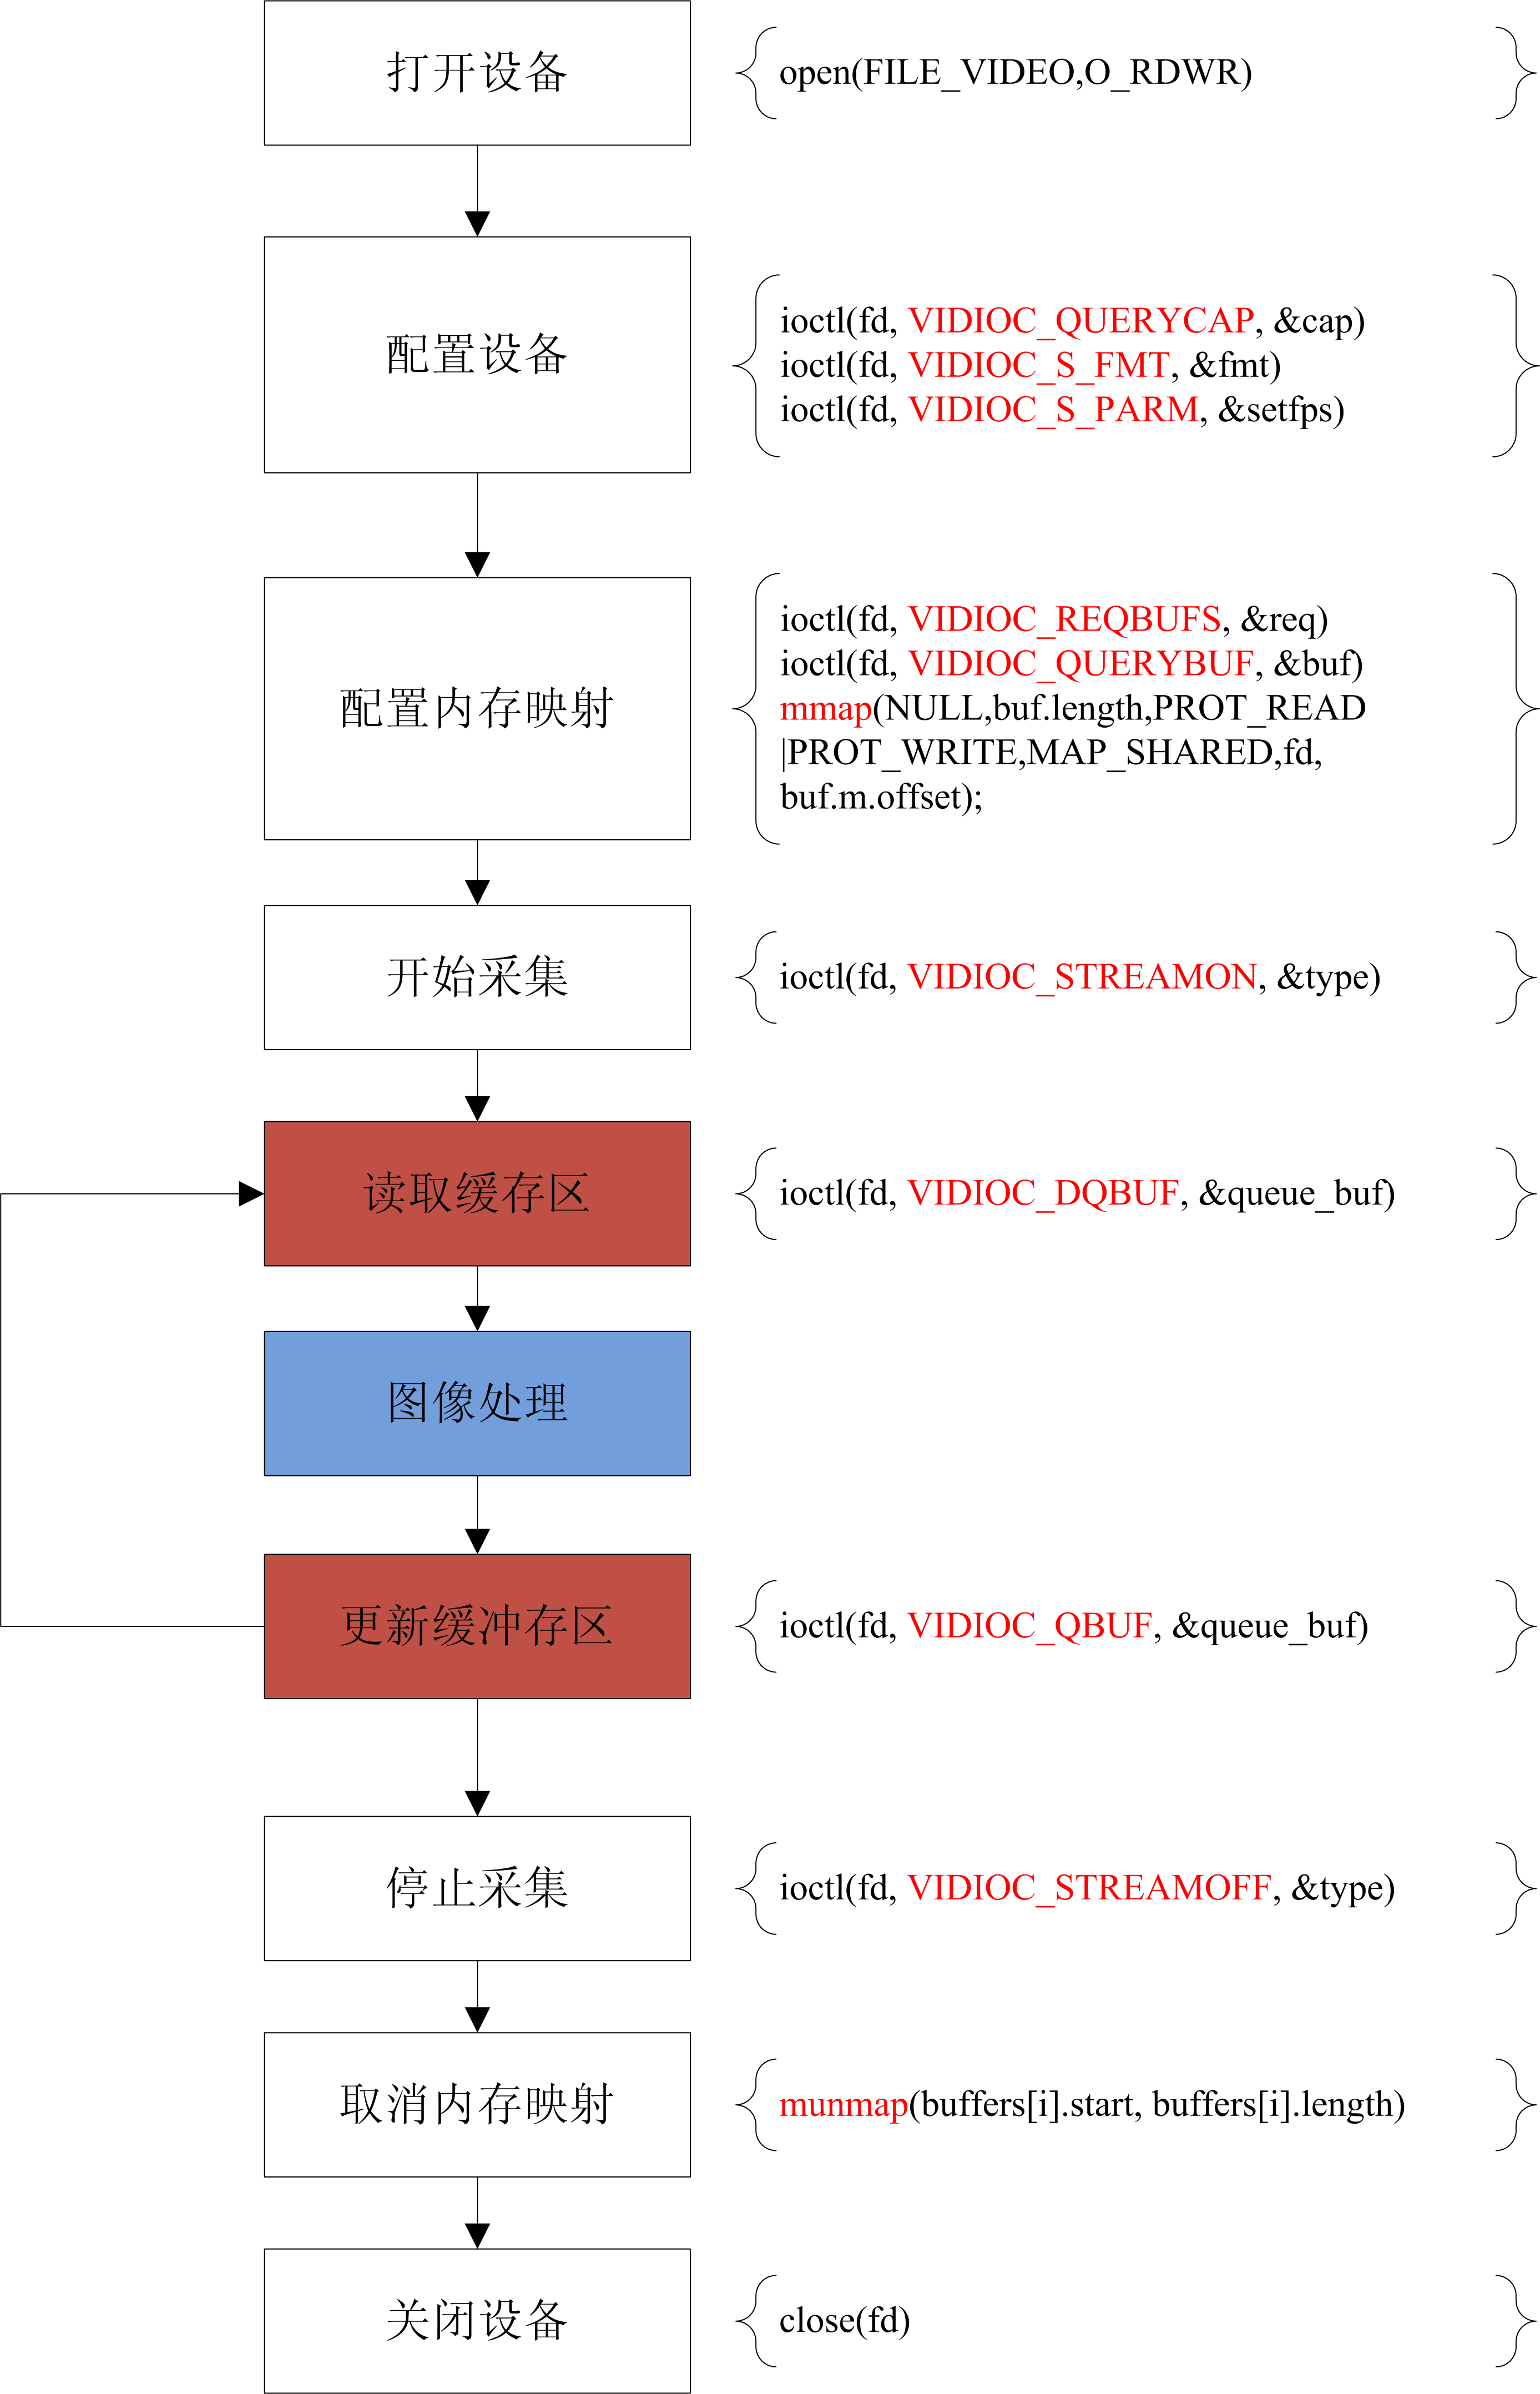 打开设备
open(FILE_VIDEO,O_RDWR)
配置设备
ioctl(fd, VIDIOC_QUERYCAP, &cap)
ioctl(fd, VIDIOC_S_FMT, &fmt)
ioctl(fd, VIDIOC_S_PARM, &setfps)
配置内存映射
ioctl(fd, VIDIOC_REQBUFS, &req)
ioctl(fd, VIDIOC_QUERYBUF, &buf)
mmap(NULL,buf.length,PROT_READ
|PROT_WRITE,MAP_SHARED,fd,
buf.m.offset);
开始采集
ioctl(fd, VIDIOC_STREAMON, &type)
读取缓存区
ioctl(fd, VIDIOC_DQBUF, &queue_buf)
图像处理
更新缓冲存区
ioctl(fd, VIDIOC_QBUF, &queue_buf)
停止采集
ioctl(fd, VIDIOC_STREAMOFF, &type)
取消内存映射
munmap(buffers[i].start, buffers[i].length)
关闭设备
close(fd)